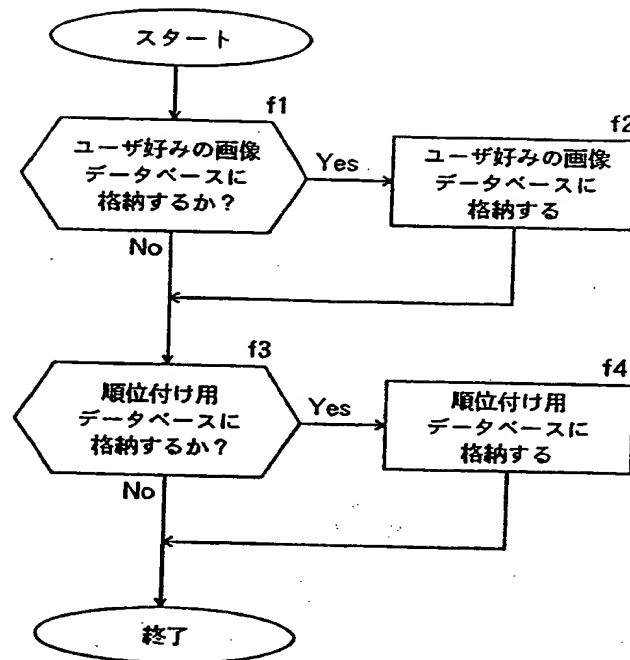 スタート
f1
ユーザ好みの画像
データベースに
格納するか？
Yes
f2
ユーザ好みの画像
データベースに
格納する
No
f3
順位付け用
データベースに
格納するか？
Yes
f4
順位付け用
データベースに
格納する
No
終了